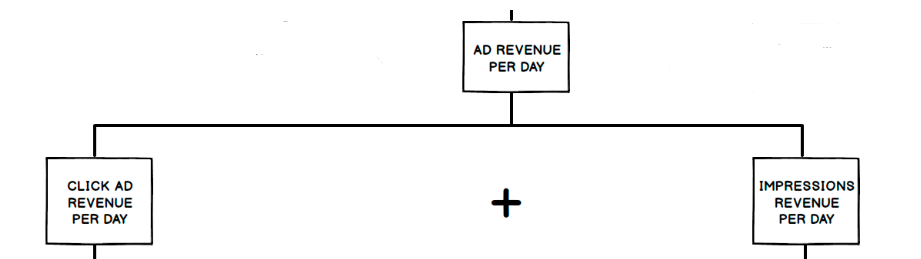 AD REVENUE
PER DAY
CLICK AD
REVENUE
PER DAY
+
IMPRESSIONS
REVENUE
PER DAY